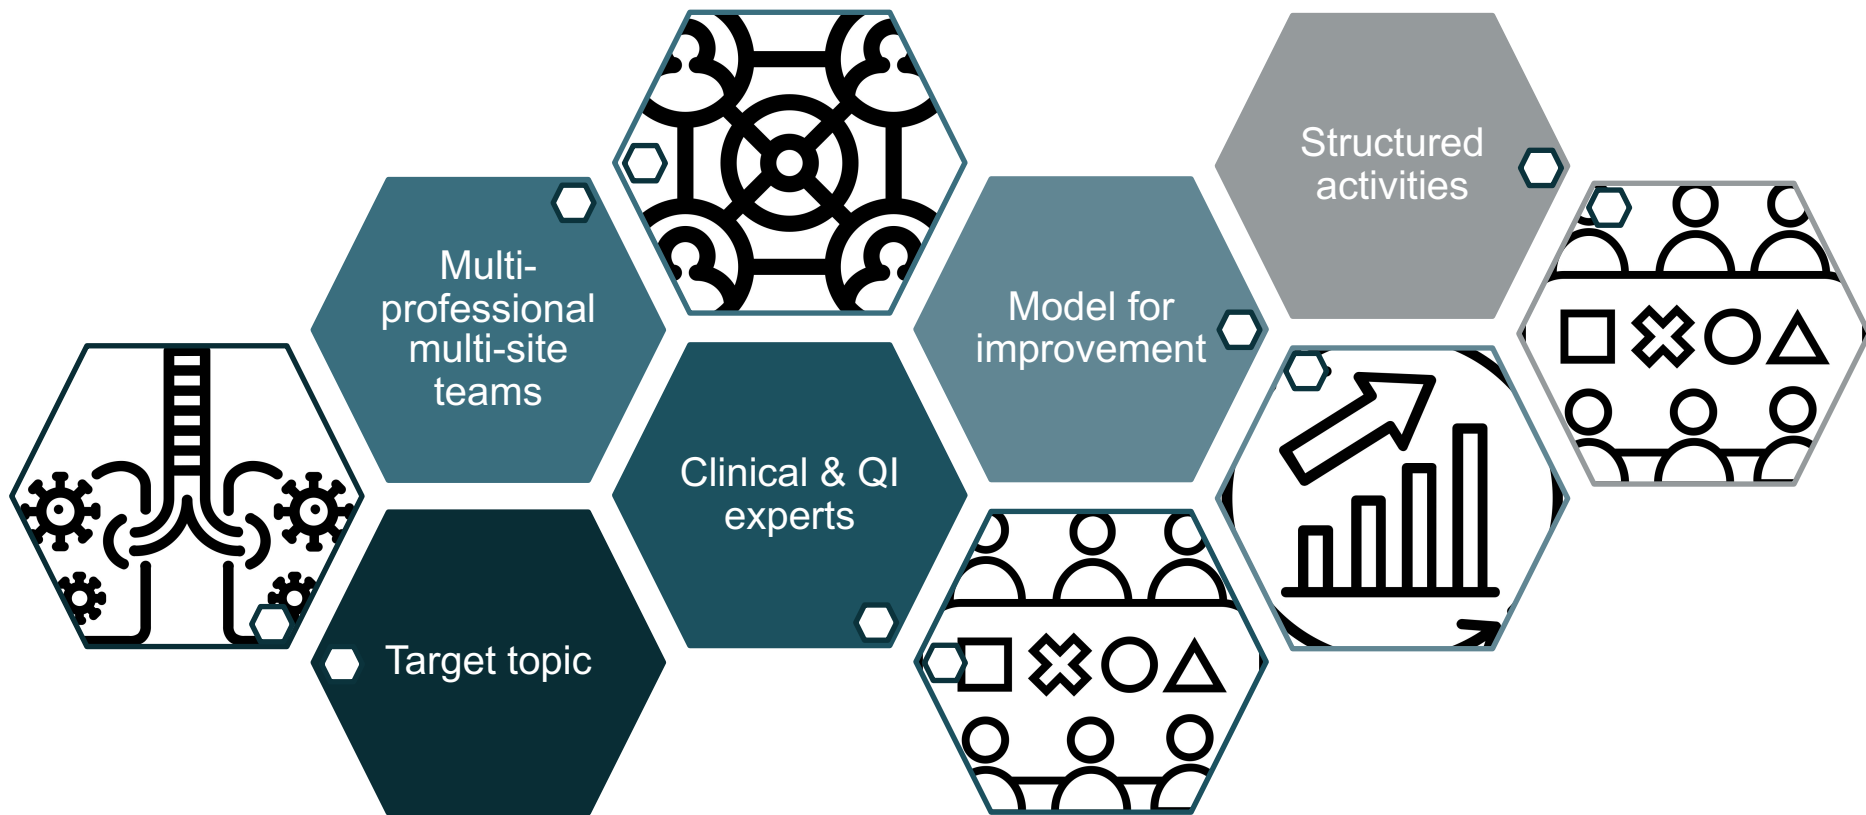 Multi-
professional
multi-site
teams
Target topic
Clinical & QI
experts
Model for
improvement
Structured
activities